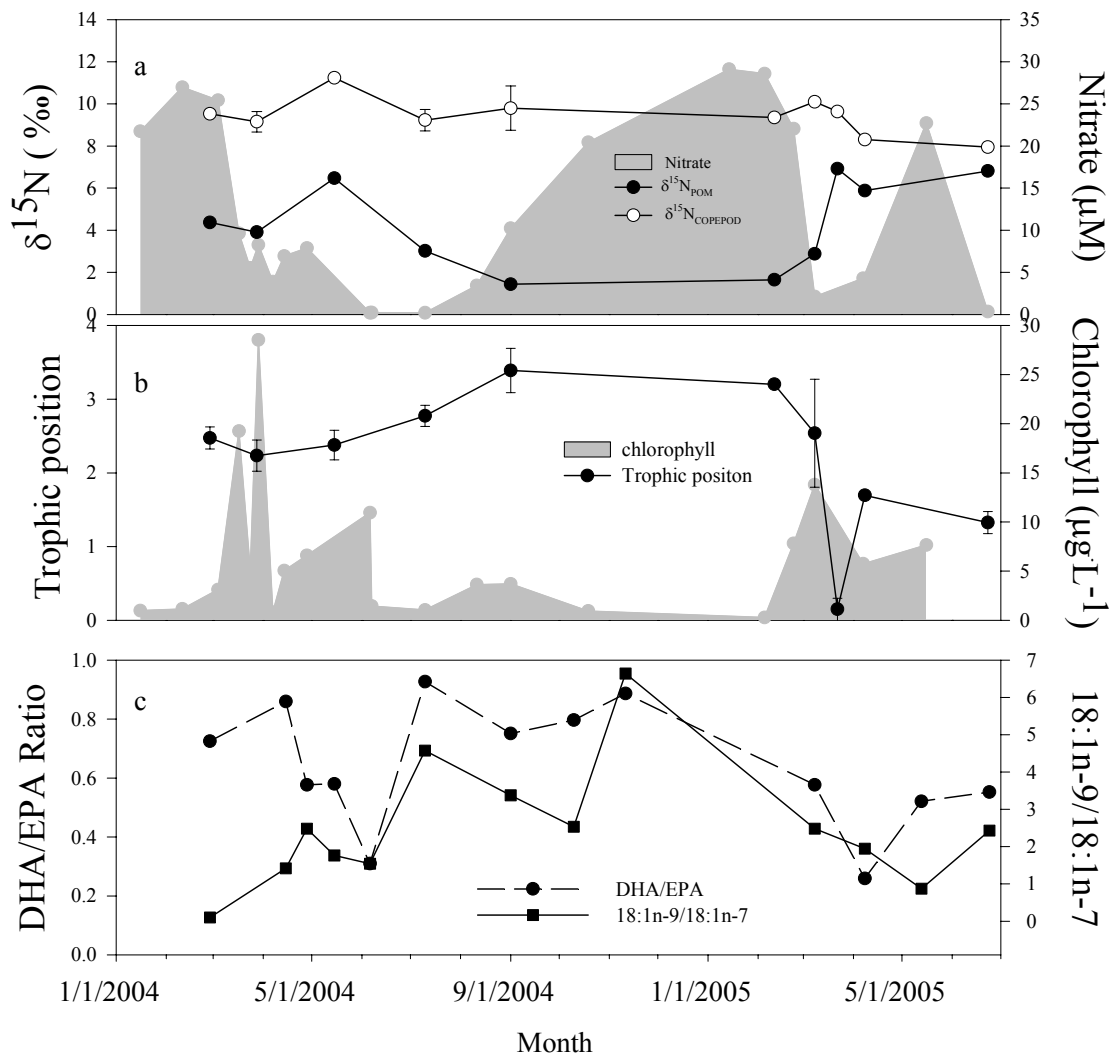 a
14
12
10
8
6
4
2
0
δ15N ( ‰)
35
30
25
20
15
10
5
0
Nitrate (μM)
Nitrate
δ15NPOM
δ15NCOPEPOD
b
4
3
2
1
0
Trophic position
30
25
20
15
10
5
0
Chlorophyll (μg·L-1)
chlorophyll
Trophic positon
c
1.0
0.8
0.6
0.4
0.2
0.0
DHA/EPA Ratio
7
6
5
4
3
2
1
0
18:1n-9/18:1n-7
DHA/EPA
18:1n-9/18:1n-7
1/1/2004
5/1/2004
9/1/2004
1/1/2005
5/1/2005
Month